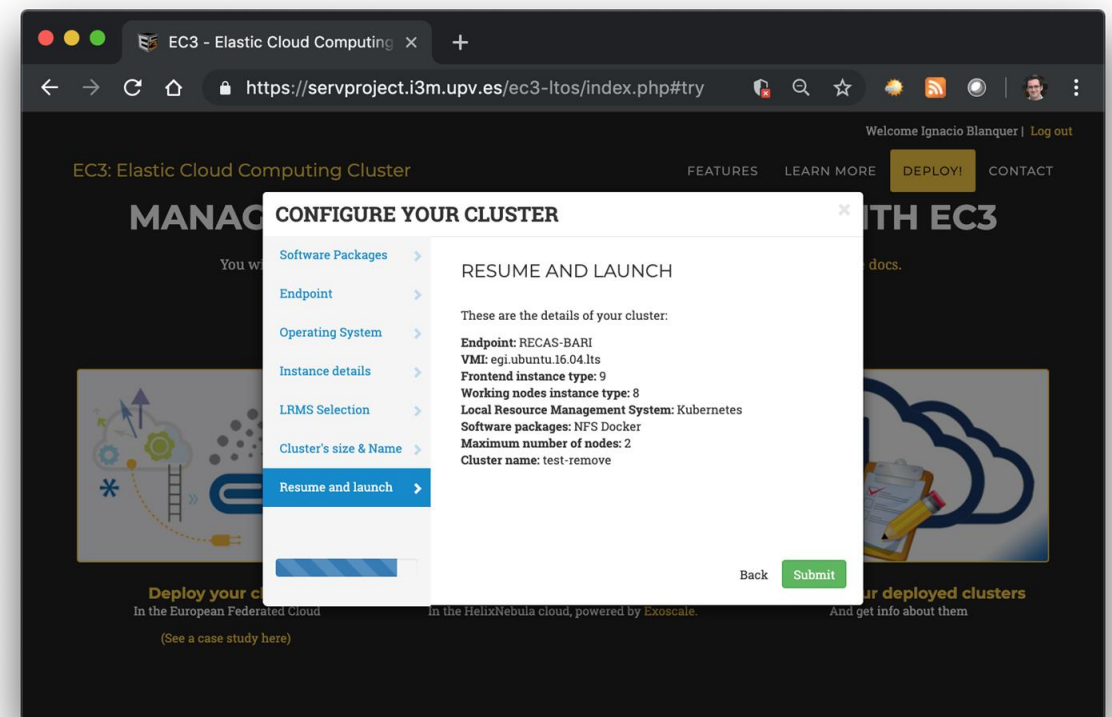 EC3 - Elastic Cloud Computing
https://servproject.i3m.upv.es/ec3-ltos/index.php#try
Welcome Ignacio Blanquer | Log out
EC3: Elastic Cloud Computing Cluster
FEATURES LEARN MORE DEPLOY! CONTACT
MANAG
TH EC3
You wi
docs.
CONFIGURE YOUR CLUSTER
Software Packages
Endpoint
Operating System
Instance details
LRMS Selection
Cluster's size & Name
Resume and launch
RESUME AND LAUNCH
These are the details of your cluster:
Endpoint: RECAS-BARI
VMI: egi.ubuntu.16.04.lts
Frontend instance type: 9
Working nodes instance type: 8
Local Resource Management System: Kubernetes
Software packages: NFS Docker
Maximum number of nodes: 2
Cluster name: test-remove
Back Submit
Deploy your cl
In the European Federated Cloud
(See a case study here)
In the HelixNebula cloud, powered by Exoscale.
ur deployed clusters
And get info about them